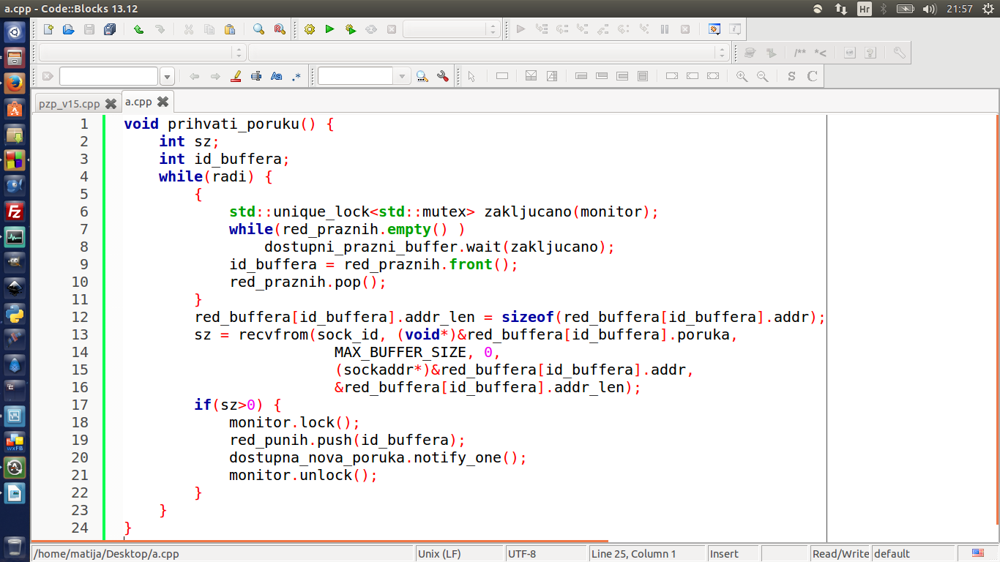 a.cpp - Code::Blocks 13.12
Hr
21:57
pzp_v15.cpp
a.cpp
1 void prihvati_poruku() {
2     int sz;
3     int id_buffera;
4     while(radi) {
5         {
6             std::unique_lock<std::mutex> zakljucano(monitor);
7             while(red_praznih.empty() )
8                 dostupni_prazni_buffer.wait(zakljucano);
9             id_buffera = red_praznih.front();
10             red_praznih.pop();
11         }
12         red_buffera[id_buffera].addr_len = sizeof(red_buffera[id_buffera].addr);
13         sz = recvfrom(sock_id, (void*)&red_buffera[id_buffera].poruka,
14                         MAX_BUFFER_SIZE, 0,
15                         (sockaddr*)&red_buffera[id_buffera].addr,
16                         &red_buffera[id_buffera].addr_len);
17         if(sz>0) {
18             monitor.lock();
19             red_punih.push(id_buffera);
20             dostupna_nova_poruka.notify_one();
21             monitor.unlock();
22         }
23     }
24 }
/home/matija/Desktop/a.cpp
Unix (LF)
UTF-8
Line 25, Column 1
Insert
Read/Write
default